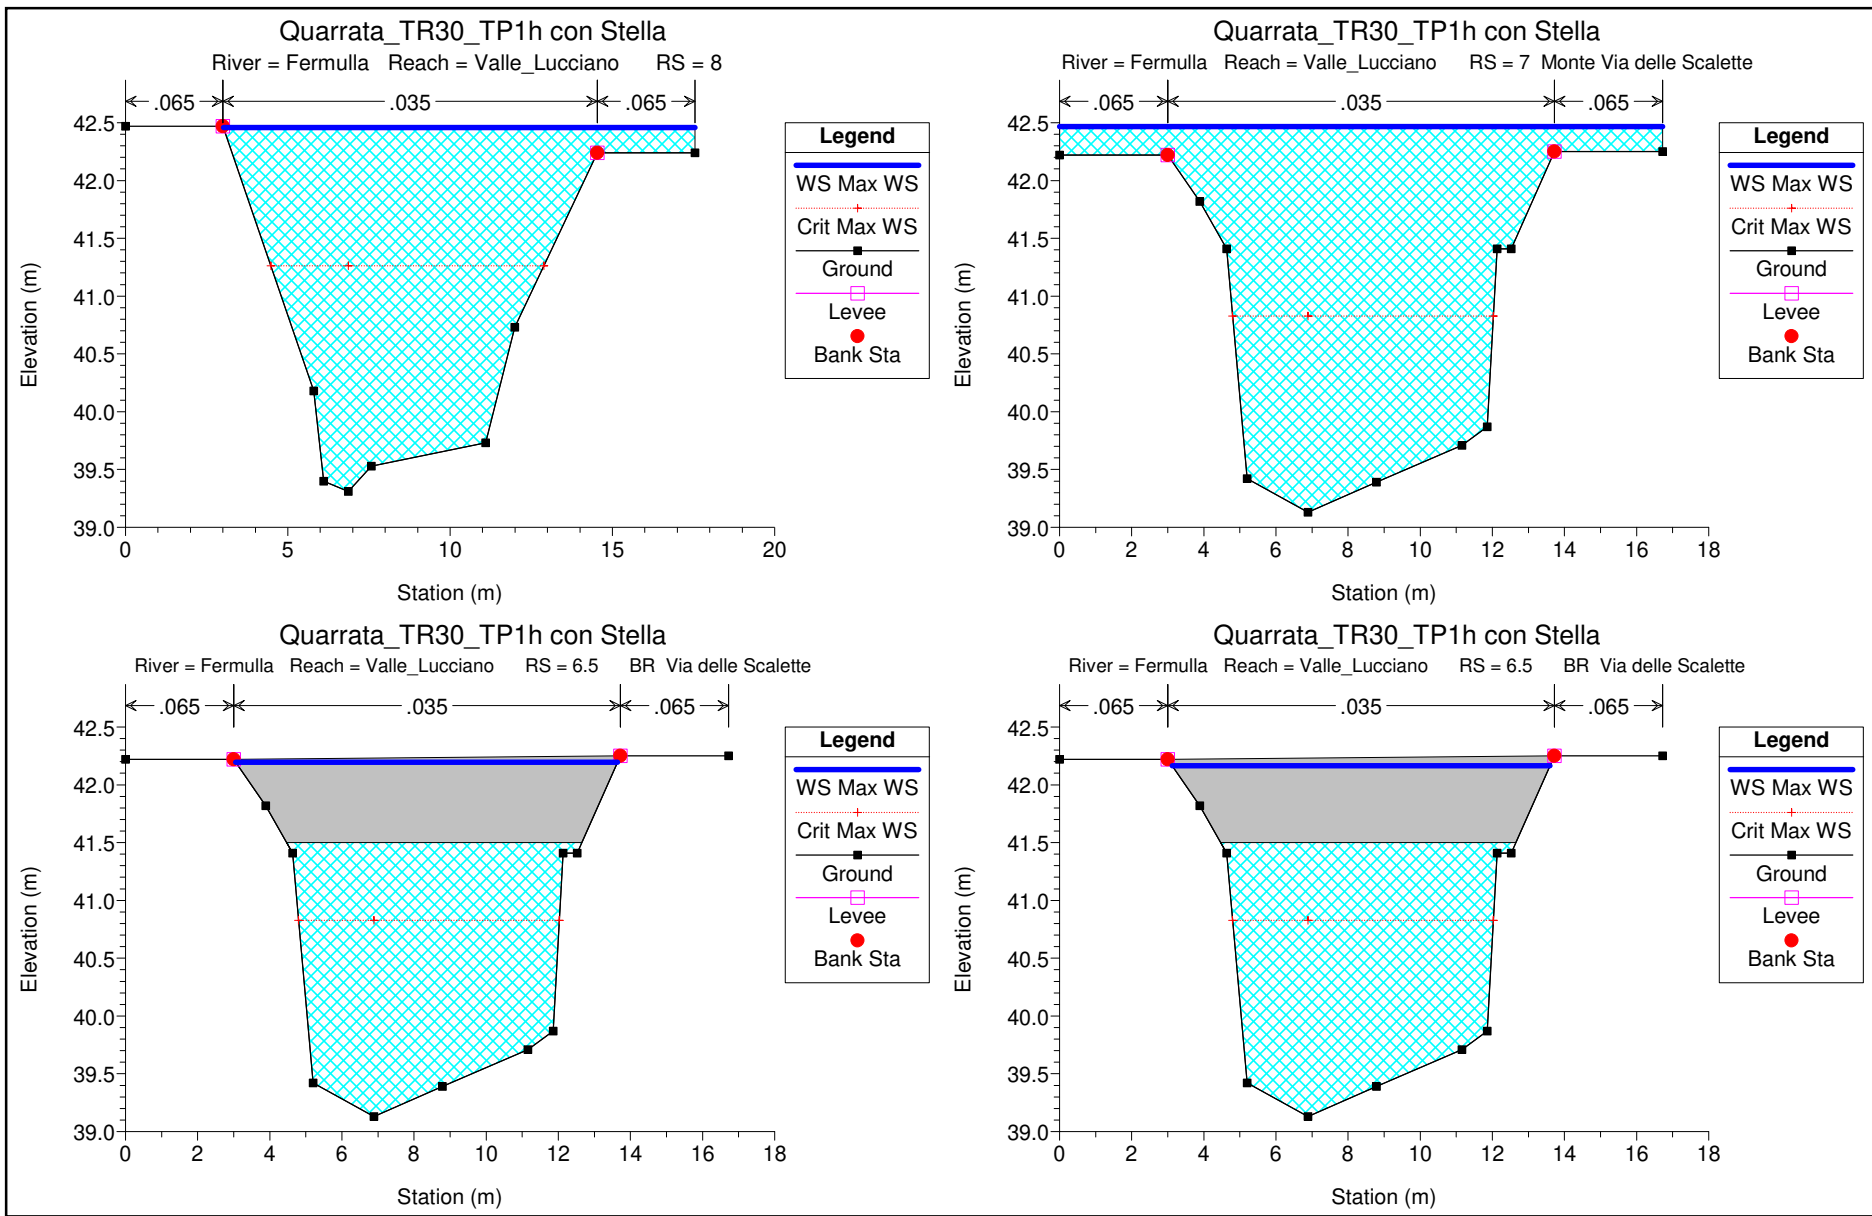 Quarrata_TR30_TP1h con Stella
River = Fermulla Reach = Valle_Lucciano RS = 8
.065 .035 .065
42.5
42.0
41.5
41.0
40.5
40.0
39.5
39.0
Elevation (m)
0 5 10 15 20
Station (m)
Legend
WS Max WS
Crit Max WS
Ground
Levee
Bank Sta
Quarrata_TR30_TP1h con Stella
River = Fermulla Reach = Valle_Lucciano RS = 7 Monte Via delle Scalette
.065 .035 .065
42.5
42.0
41.5
41.0
40.5
40.0
39.5
39.0
Elevation (m)
0 2 4 6 8 10 12 14 16 18
Station (m)
Legend
WS Max WS
Crit Max WS
Ground
Levee
Bank Sta
Quarrata_TR30_TP1h con Stella
River = Fermulla Reach = Valle_Lucciano RS = 6.5 BR Via delle Scalette
.065 .035 .065
42.5
42.0
41.5
41.0
40.5
40.0
39.5
39.0
Elevation (m)
0 2 4 6 8 10 12 14 16 18
Station (m)
Legend
WS Max WS
Crit Max WS
Ground
Levee
Bank Sta
Quarrata_TR30_TP1h con Stella
River = Fermulla Reach = Valle_Lucciano RS = 6.5 BR Via delle Scalette
.065 .035 .065
42.5
42.0
41.5
41.0
40.5
40.0
39.5
39.0
Elevation (m)
0 2 4 6 8 10 12 14 16 18
Station (m)
Legend
WS Max WS
Crit Max WS
Ground
Levee
Bank Sta